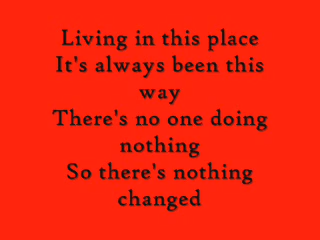 Living in this place
It's always been this
way
There's no one doing
nothing
So there's nothing
changed